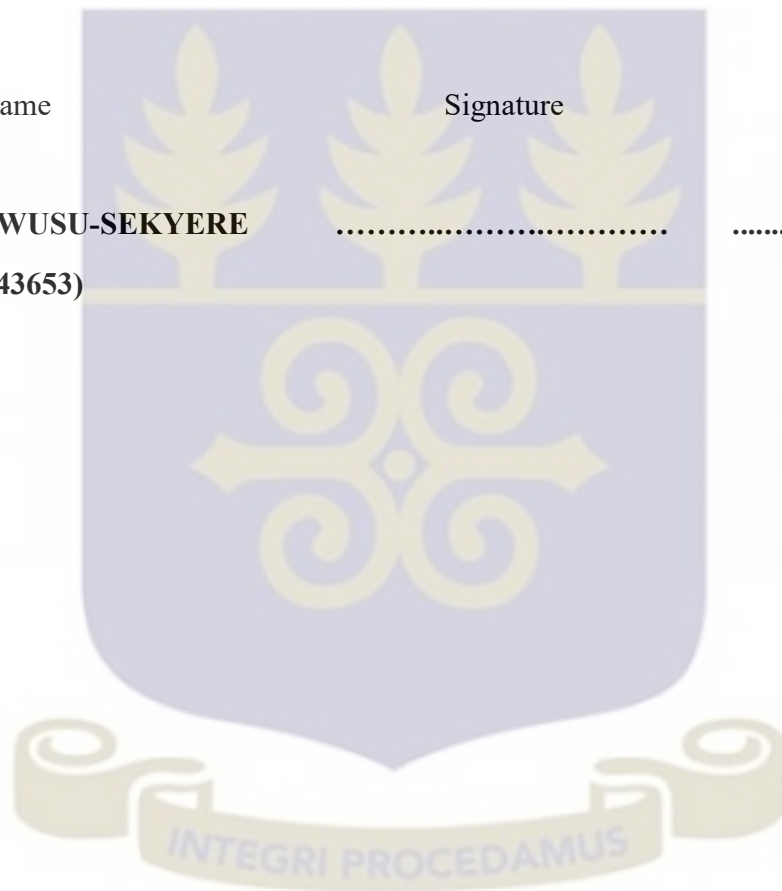 ame Signature
WUSU-SEKYERE ………...……….………… ........
43653)
INTEGRI PROCEDAMUS